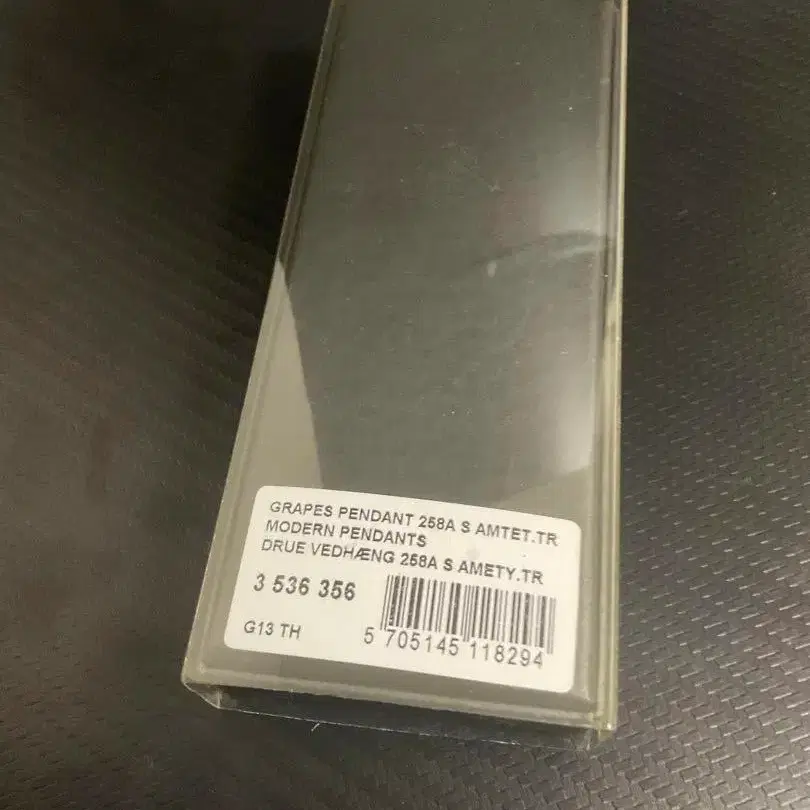 GRAPES PENDANT 258A S AMTET.TR
MODERN PENDANTS
DRUE VEDHÆNG 258A S AMETY.TR
3 536 356
G13 TH
5 705145 118294